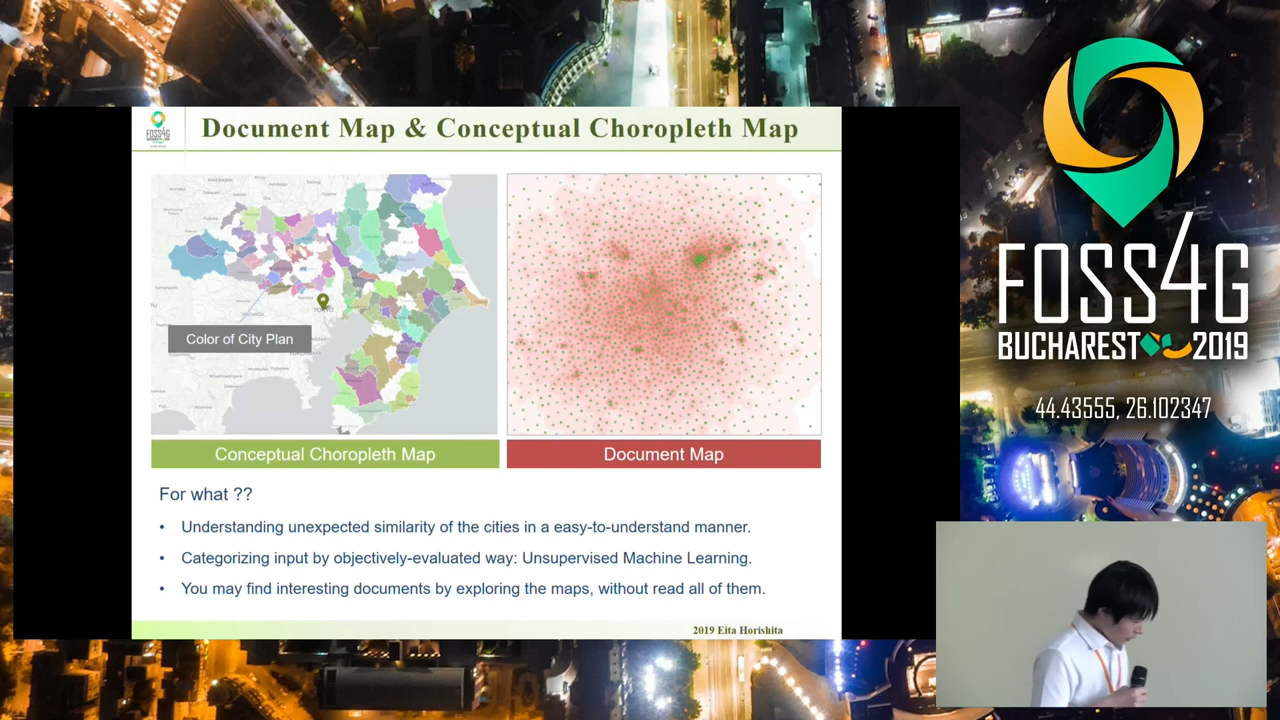 Document Map & Conceptual Choropleth Map
FOSS4G
TOKYO
Color of City Plan
Conceptual Choropleth Map
Document Map
For what ??
• Understanding unexpected similarity of the cities in a easy-to-understand manner.
• Categorizing input by objectively-evaluated way: Unsupervised Machine Learning.
• You may find interesting documents by exploring the maps, without read all of them.
2019 Eita Horishita
FOSS4G
BUCHAREST 2019
44.43555, 26.102347